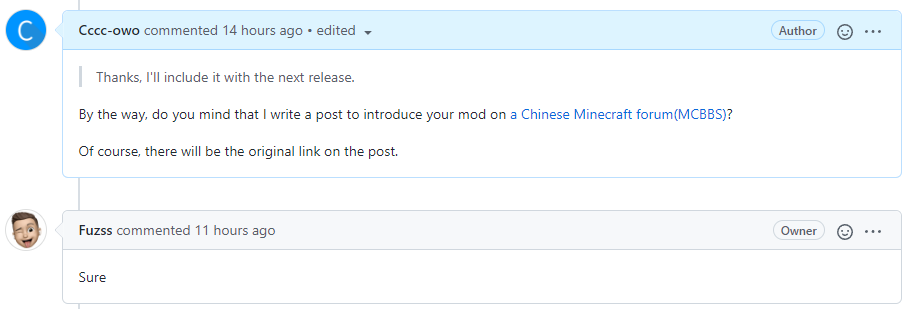 C
Cccc-owo commented 14 hours ago • edited
Author
Thanks, I'll include it with the next release.
By the way, do you mind that I write a post to introduce your mod on a Chinese Minecraft forum(MCBBS)?
Of course, there will be the original link on the post.
Fuzss commented 11 hours ago
Owner
Sure